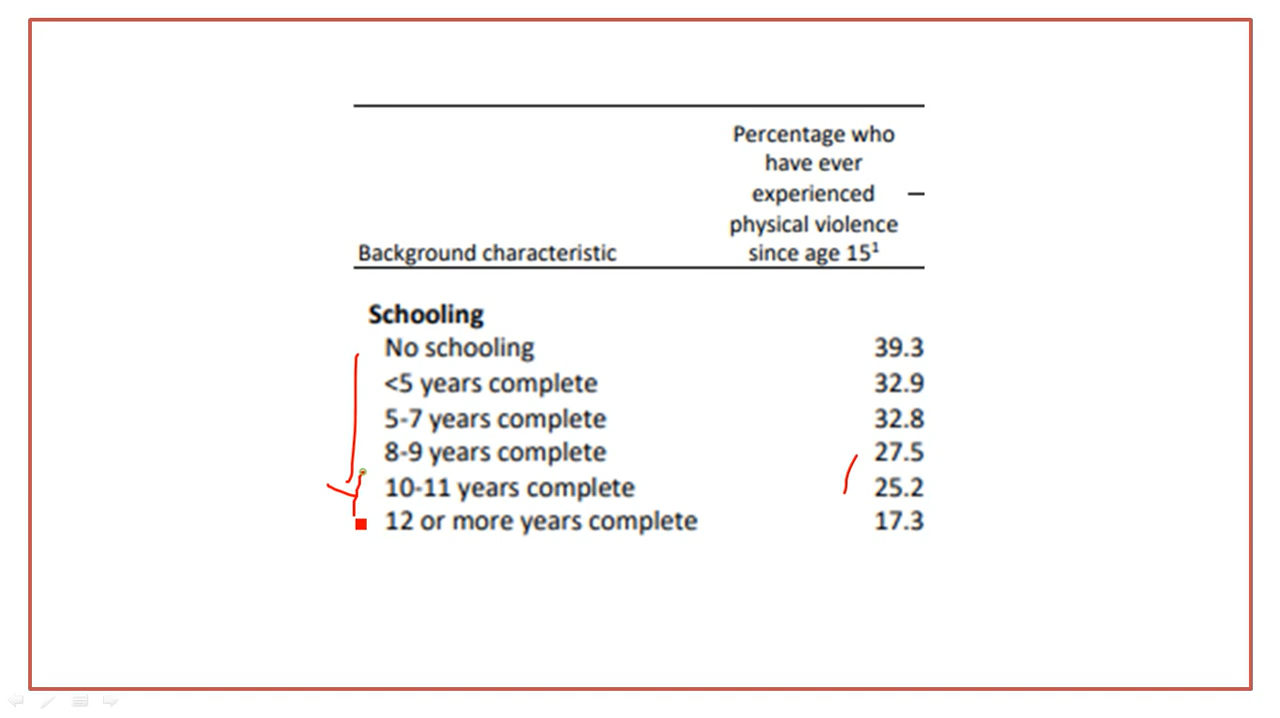 Percentage who
have ever
experienced
physical violence
Background characteristic since age 15¹
Schooling
No schooling 39.3
<5 years complete 32.9
5-7 years complete 32.8
8-9 years complete 27.5
10-11 years complete 25.2
12 or more years complete 17.3